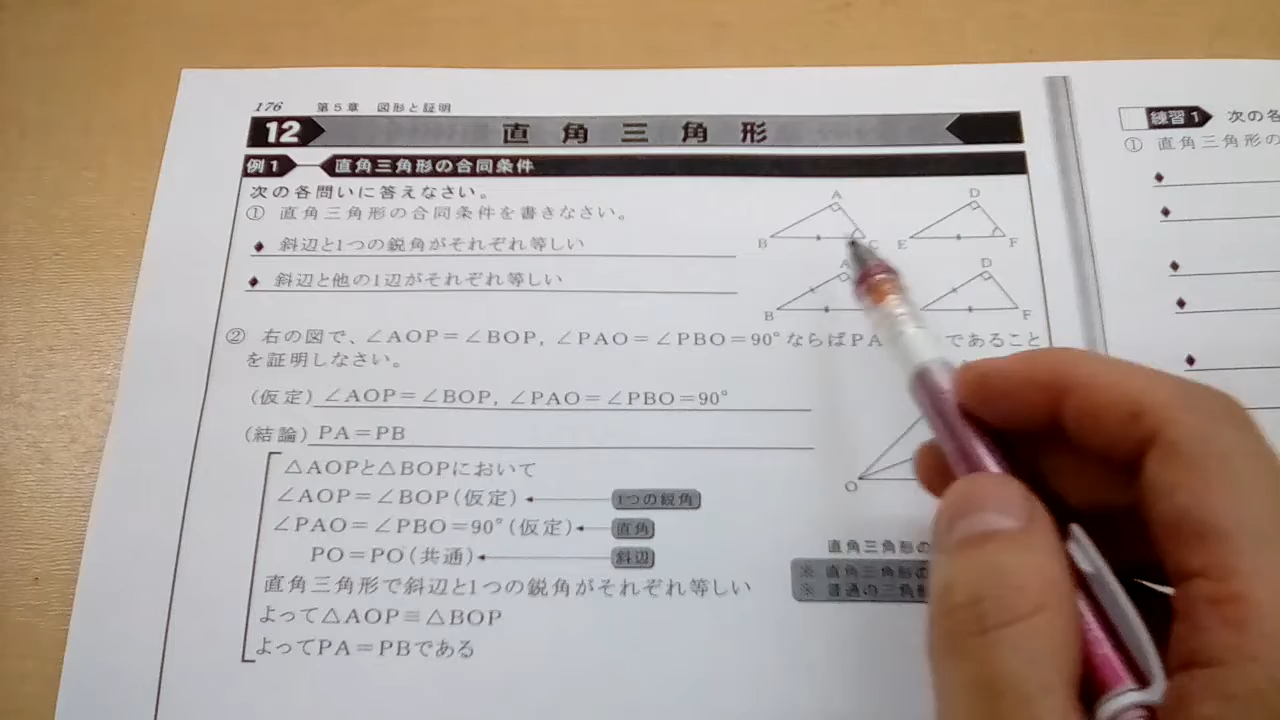 176 第5章 図形と証明
12 直角三角形
例1 直角三角形の合同条件
次の各問いに答えなさい。
① 直角三角形の合同条件を書きなさい。
♦ 斜辺と1つの鋭角がそれぞれ等しい
♦ 斜辺と他の1辺がそれぞれ等しい
A
B
C
D
E
F
A
B
D
F
② 右の図で、∠AOP=∠BOP, ∠PAO=∠PBO=90°ならばPA であること
を証明しなさい。
(仮定) ∠AOP=∠BOP, ∠PAO=∠PBO=90°
(結論) PA=PB
△AOPと△BOPにおいて
∠AOP=∠BOP(仮定) 1つの鋭角
∠PAO=∠PBO=90°(仮定) 直角
PO=PO(共通) 斜辺
直角三角形で斜辺と1つの鋭角がそれぞれ等しい
よって△AOP≡△BOP
よってPA=PBである
O
直角三角形の
※ 直角三角形の
※ 普通の三角形
練習1 次の各
① 直角三角形の